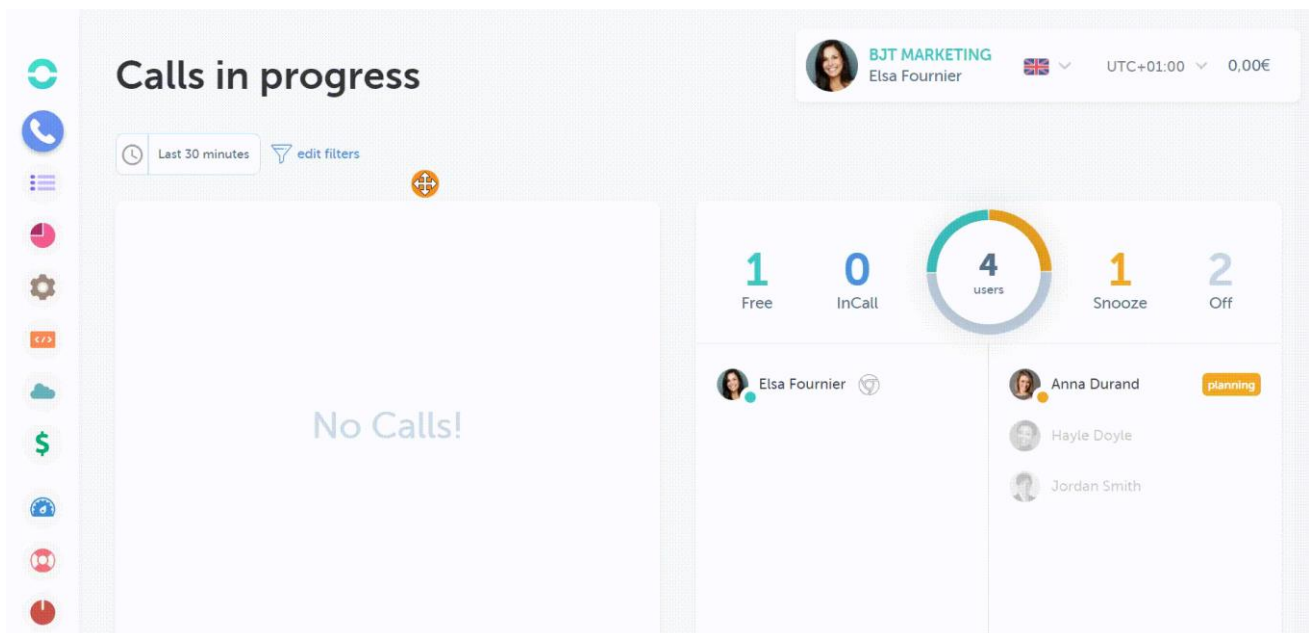 Calls in progress
BJT MARKETING
Elsa Fournier
UTC+01:00
0,00€
Last 30 minutes
edit filters
1
Free
0
InCall
4
users
1
Snooze
2
Off
Elsa Fournier
Anna Durand
planning
Hayle Doyle
Jordan Smith
No Calls!